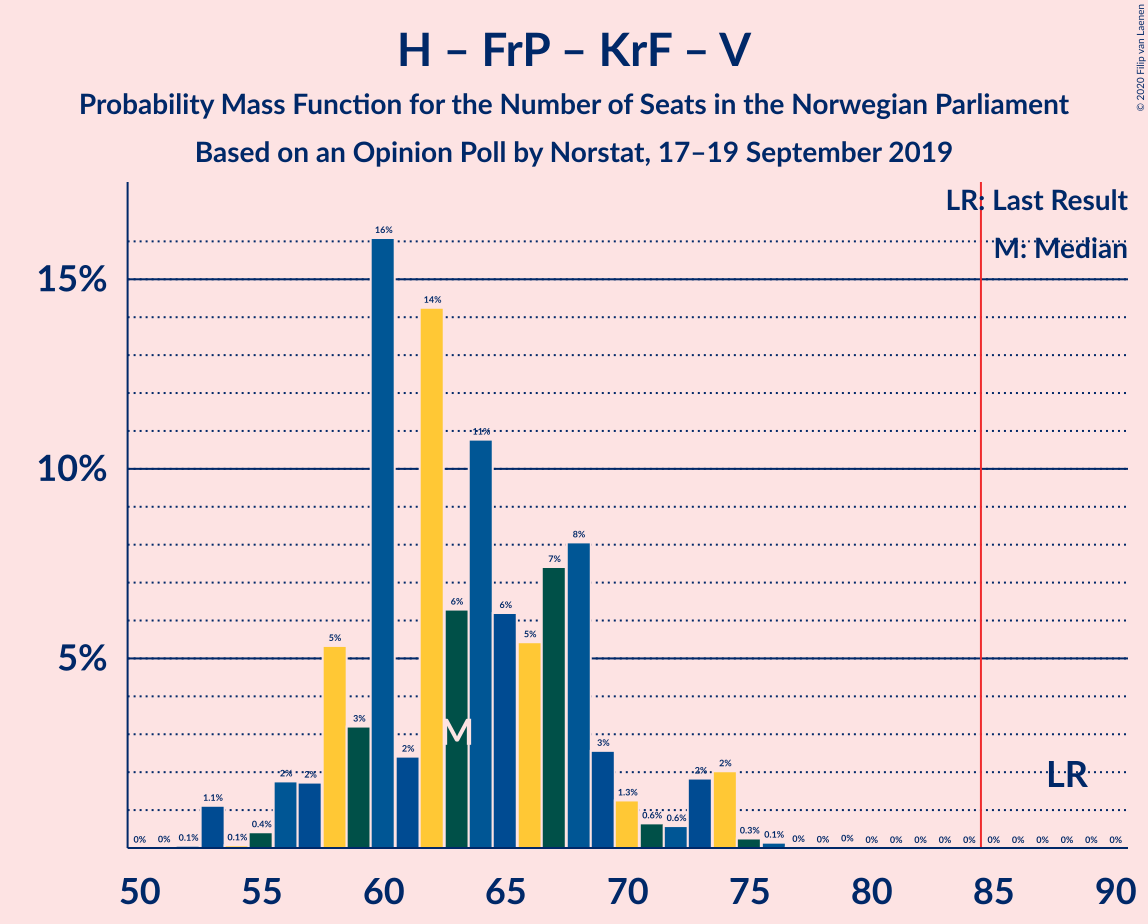 H – FrP – KrF – V
Probability Mass Function for the Number of Seats in the Norwegian Parliament
Based on an Opinion Poll by Norstat, 17–19 September 2019
© 2020 Filip van Laenen
LR: Last Result
M: Median
15%
10%
5%
0% 0% 0.1% 1.1% 0.1% 0.4% 2% 2% 5% 3% 16% 2% 14% 6% 11% 6% 5% 7% 8% 3% 1.3% 0.6% 0.6% 2% 2% 0.3% 0.1% 0% 0% 0% 0% 0% 0% 0% 0% 0% 0% 0% 0% 0% 0%
M
LR
50 55 60 65 70 75 80 85 90